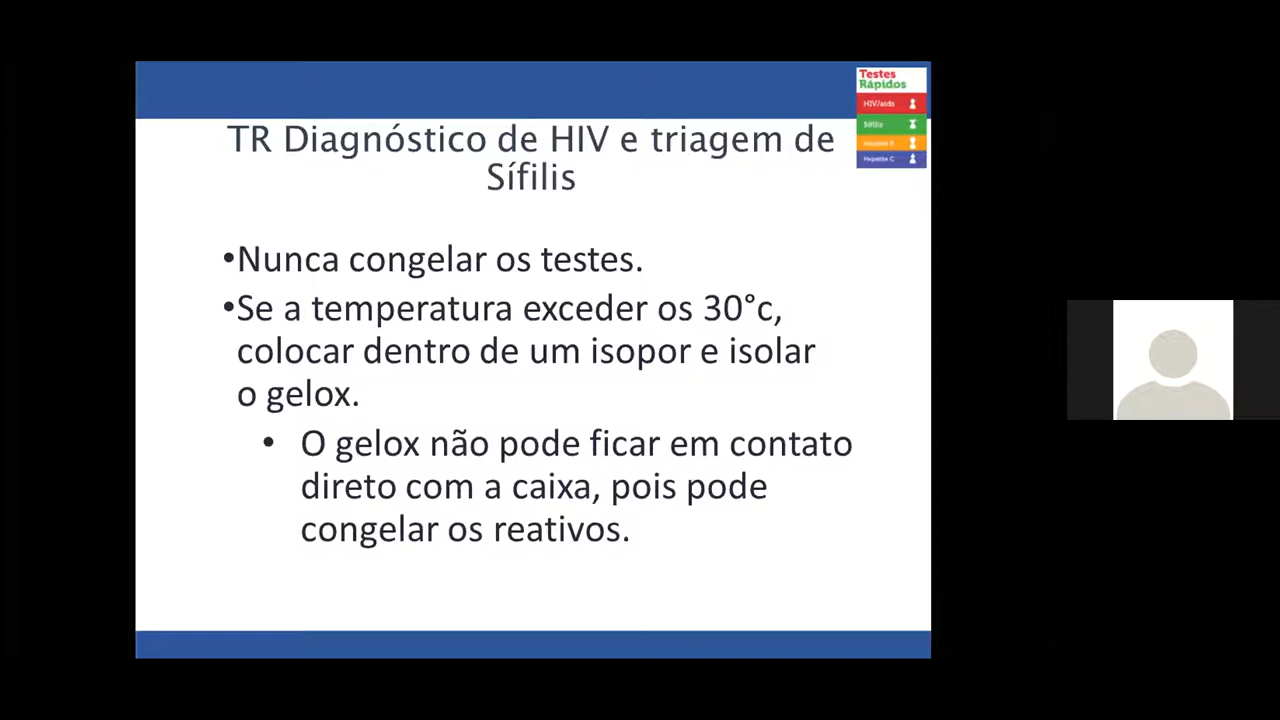 Testes
Rápidos
HIV/aids
Sífilis
Hepatite B
Hepatite C
TR Diagnóstico de HIV e triagem de
Sífilis
•Nunca congelar os testes.
•Se a temperatura exceder os 30°c,
colocar dentro de um isopor e isolar
o gelox.
• O gelox não pode ficar em contato
direto com a caixa, pois pode
congelar os reativos.